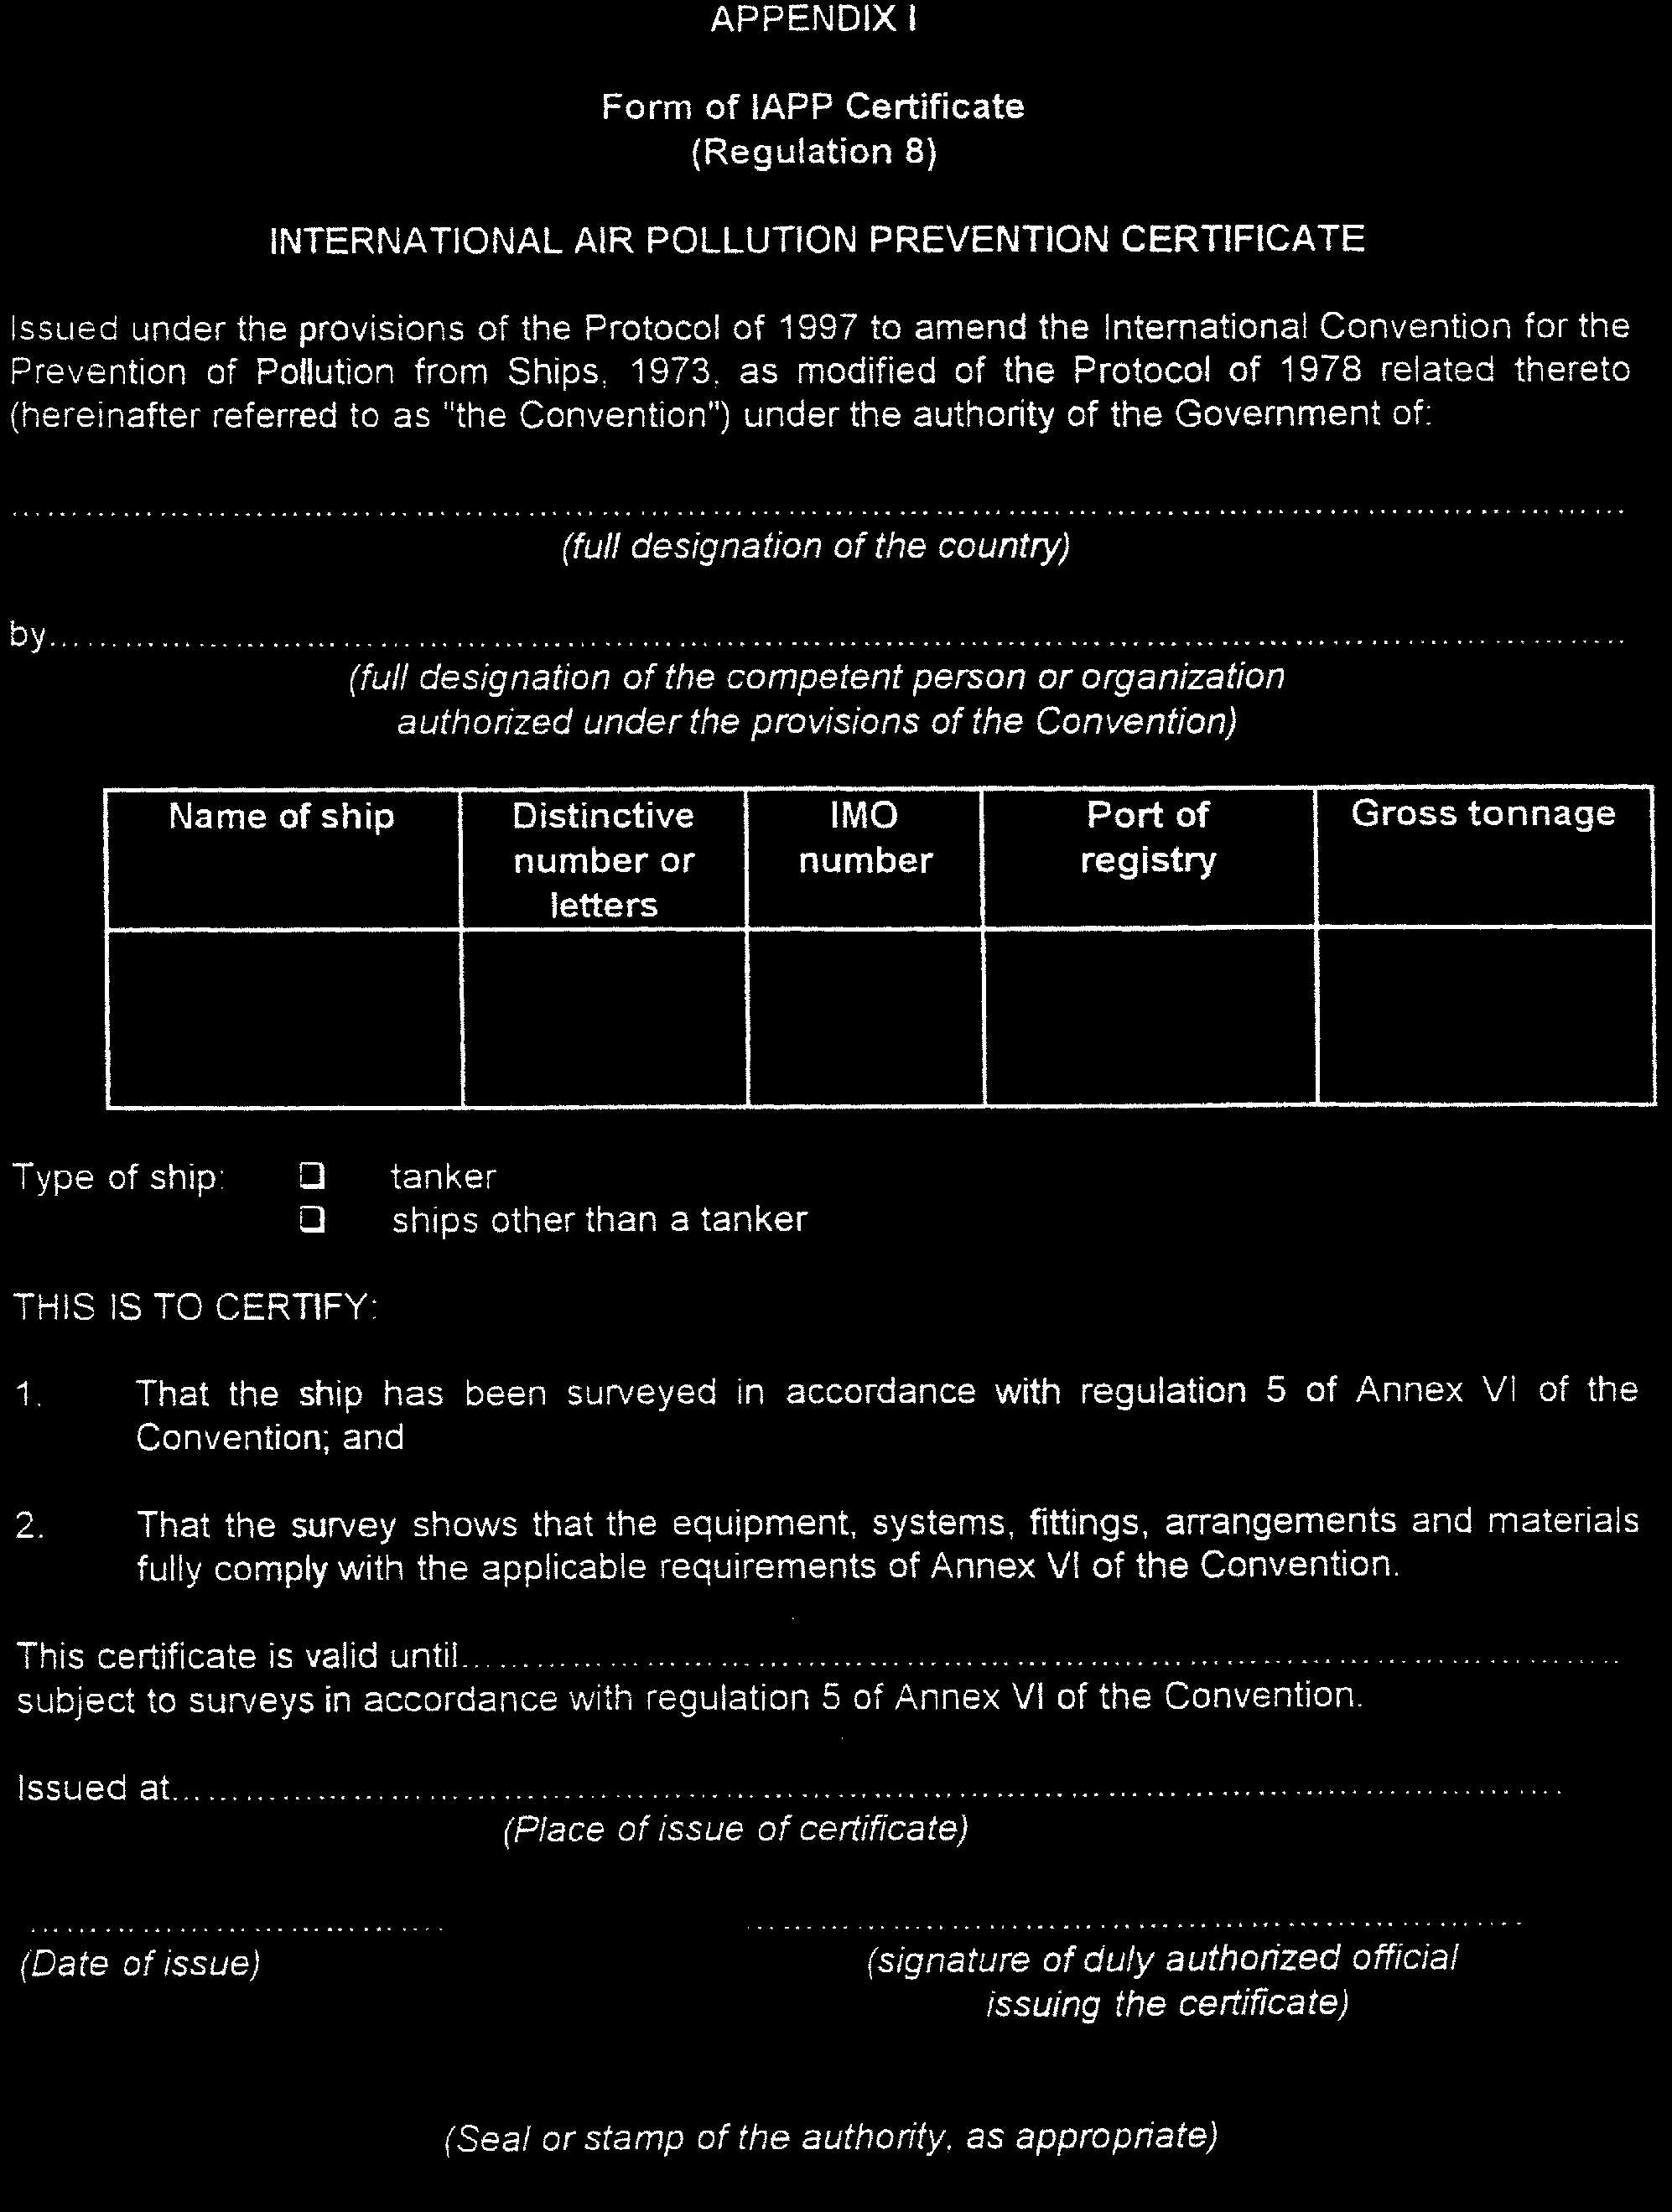 APPENDIX I
Form of IAPP Certificate
(Regulation 8)
INTERNATIONAL AIR POLLUTION PREVENTION CERTIFICATE
Issued under the provisions of the Protocol of 1997 to amend the International Convention for the
Prevention of Pollution from Ships, 1973, as modified of the Protocol of 1978 related thereto
(hereinafter referred to as "the Convention") under the authority of the Government of:
(full designation of the country)
by
(full designation of the competent person or organization
authorized under the provisions of the Convention)
Name of ship
Distinctive
number or
letters
IMO
number
Port of
registry
Gross tonnage
Type of ship: ❑ tanker
❑ ships other than a tanker
THIS IS TO CERTIFY:
1. That the ship has been surveyed in accordance with regulation 5 of Annex VI of the
Convention; and
2. That the survey shows that the equipment, systems, fittings, arrangements and materials
fully comply with the applicable requirements of Annex VI of the Convention.
This certificate is valid until
subject to surveys in accordance with regulation 5 of Annex VI of the Convention.
Issued at
(Place of issue of certificate)
(Date of issue)
(signature of duly authorized official
issuing the certificate)
(Seal or stamp of the authority, as appropriate)